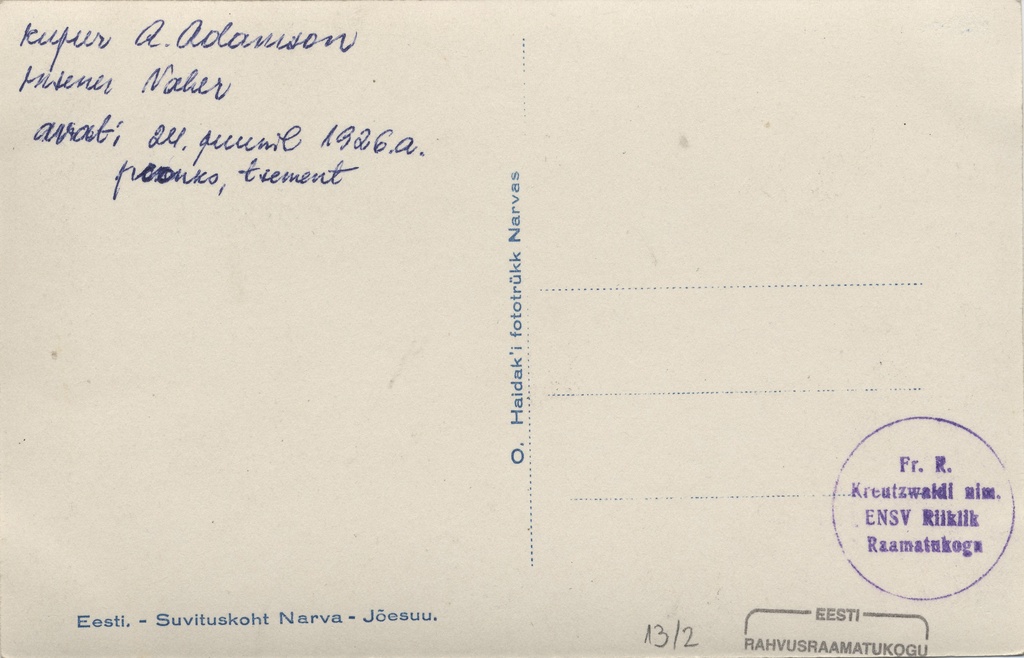 kujur A. Adamson
insener Naher
avati 24. juunil 1926.a.
pronks, tsement
O. Haidak'i fototrükk Narvas
Fr. R.
Kreutzwaldi nim.
ENSV Riiklik
Raamatukogu
Eesti. - Suvituskoht Narva - Jõesuu.
13/2
EESTI
RAHVUSRAAMATUKOGU